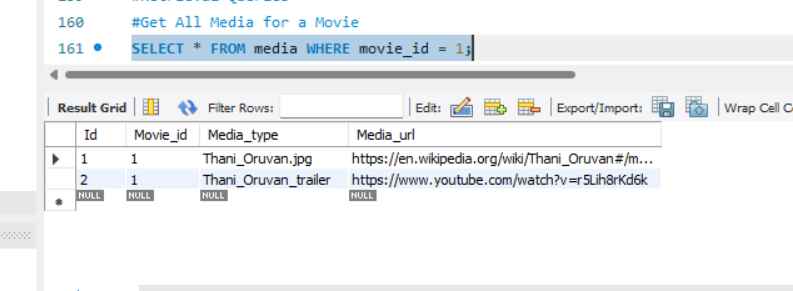 160 #Get All Media for a Movie
161 SELECT * FROM media WHERE movie_id = 1;
Result Grid Filter Rows: Edit: Export/Import: Wrap Cell
Id Movie_id Media_type Media_url
1 1 Thani_Oruvan.jpg https://en.wikipedia.org/wiki/Thani_Oruvan#/m...
2 1 Thani_Oruvan_trailer https://www.youtube.com/watch?v=r5Lih8rKd6k
NULL NULL NULL NULL